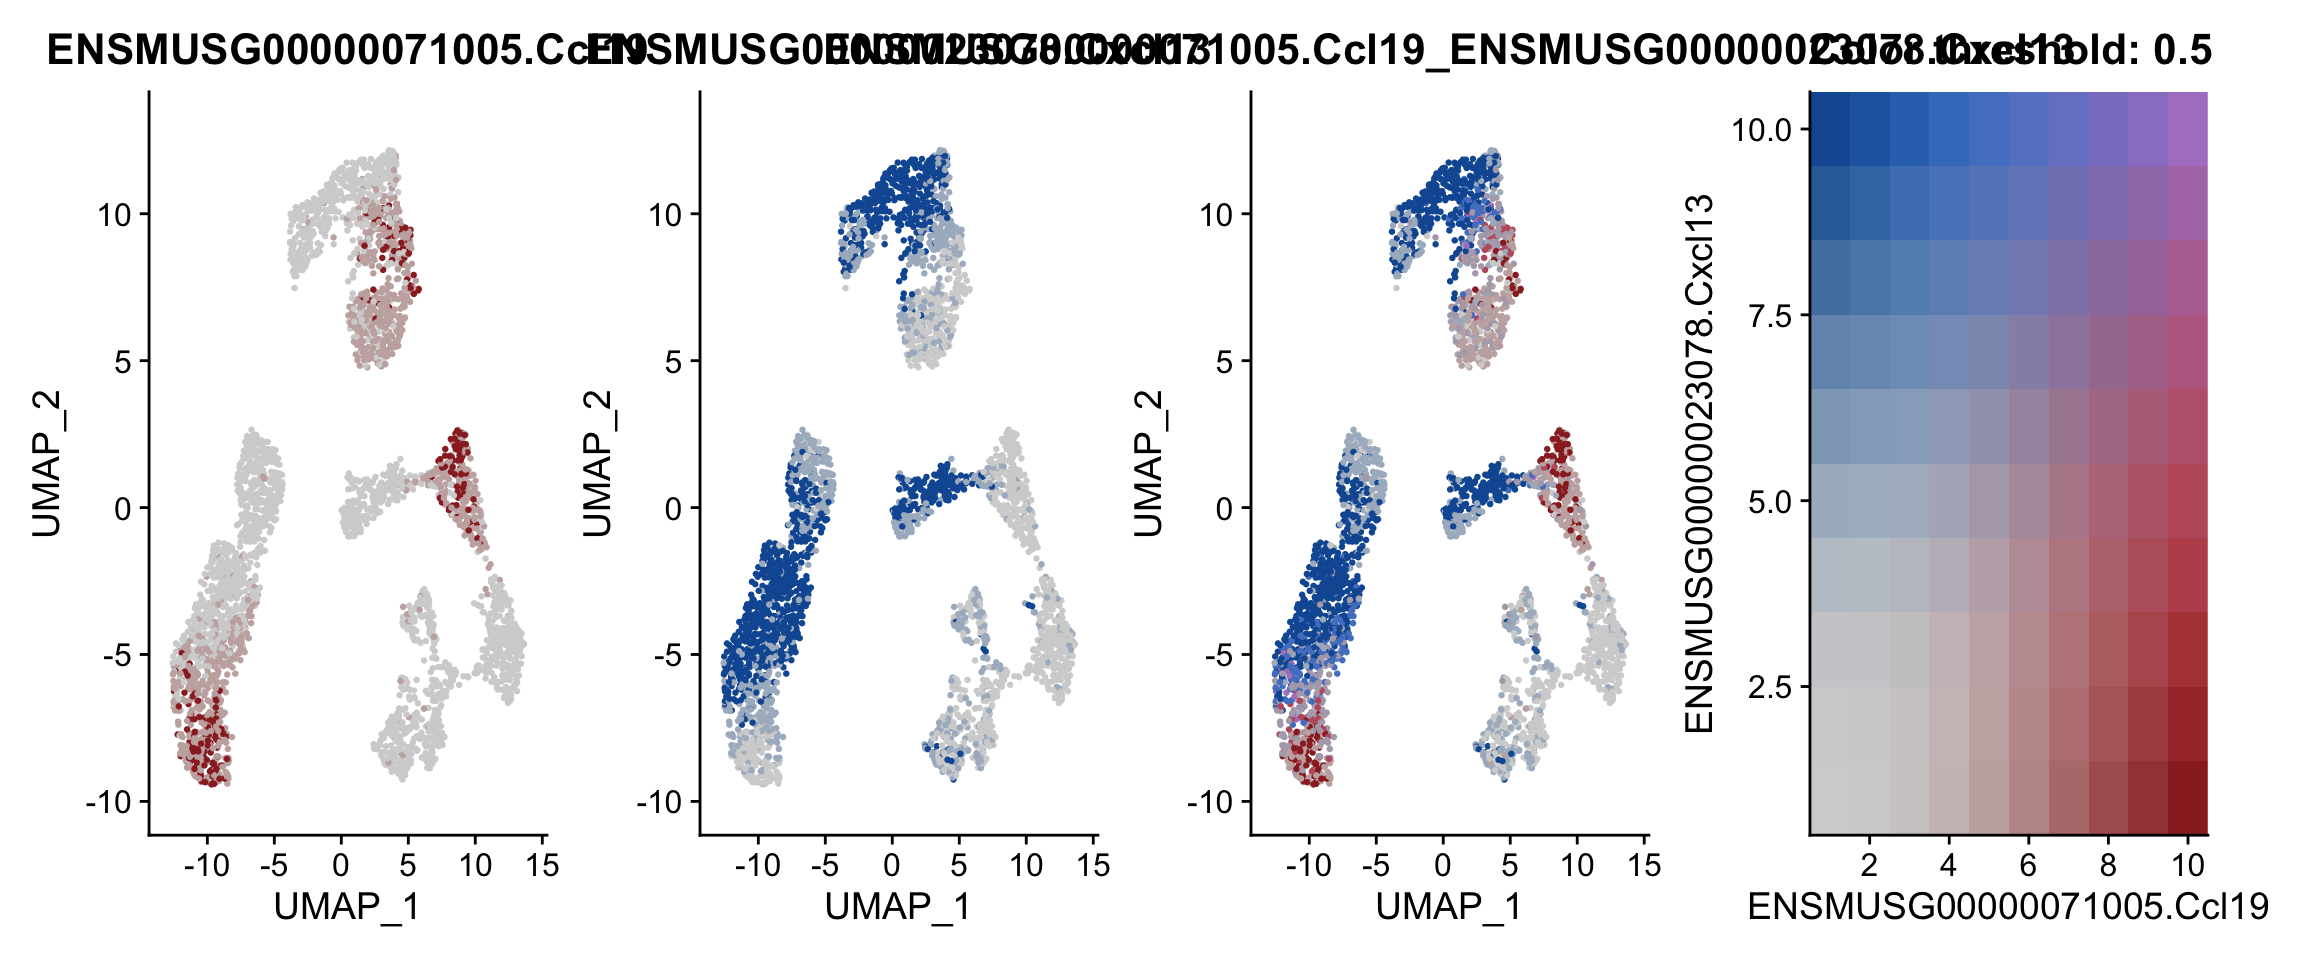 ENSMUSG00000071005.Ccl19
ENSMUSG00000023078.Cxcl13
ENSMUSG00000071005.Ccl19_ENSMUSG00000023078.Cxcl13
Color threshold: 0.5
UMAP_2
10
5
0
-5
-10
-10 -5 0 5 10 15
UMAP_1
UMAP_2
10
5
0
-5
-10
-10 -5 0 5 10 15
UMAP_1
UMAP_2
10
5
0
-5
-10
-10 -5 0 5 10 15
UMAP_1
ENSMUSG00000023078.Cxcl13
10.0
7.5
5.0
2.5
2 4 6 8 10
ENSMUSG00000071005.Ccl19